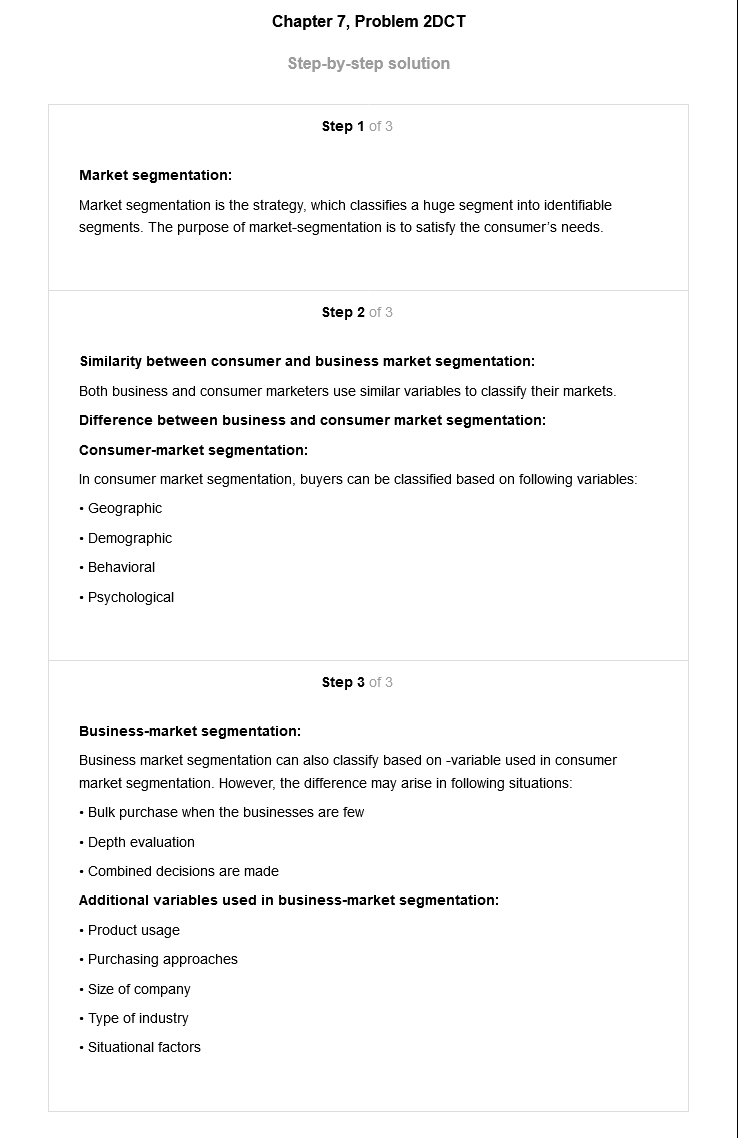 Chapter 7, Problem 2DCT
Step-by-step solution
Step 1 of 3
Market segmentation:
Market segmentation is the strategy, which classifies a huge segment into identifiable
segments. The purpose of market-segmentation is to satisfy the consumer’s needs.
Step 2 of 3
Similarity between consumer and business market segmentation:
Both business and consumer marketers use similar variables to classify their markets.
Difference between business and consumer market segmentation:
Consumer-market segmentation:
In consumer market segmentation, buyers can be classified based on following variables:
• Geographic
• Demographic
• Behavioral
• Psychological
Step 3 of 3
Business-market segmentation:
Business market segmentation can also classify based on -variable used in consumer
market segmentation. However, the difference may arise in following situations:
• Bulk purchase when the businesses are few
• Depth evaluation
• Combined decisions are made
Additional variables used in business-market segmentation:
• Product usage
• Purchasing approaches
• Size of company
• Type of industry
• Situational factors